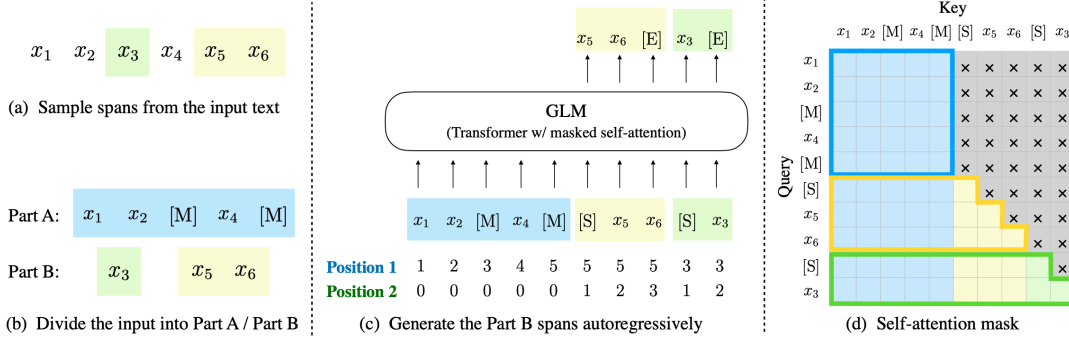 x1 x2 x3 x4 x5 x6
(a) Sample spans from the input text
Part A: x1 x2 [M] x4 [M]
Part B: x3 x5 x6
(b) Divide the input into Part A / Part B
x5 x6 [E] x3 [E]
GLM
(Transformer w/ masked self-attention)
x1 x2 [M] x4 [M] [S] x5 x6 [S] x3
Position 1 1 2 3 4 5 5 5 5 3 3
Position 2 0 0 0 0 0 1 2 3 1 2
(c) Generate the Part B spans autoregressively
Key
x1 x2 [M] x4 [M] [S] x5 x6 [S] x3
Query
x1 × × × × ×
x2 × × × × ×
[M] × × × × ×
x4 × × × × ×
[M] × × × × ×
[S] × × × ×
x5 × × ×
x6 × ×
[S] ×
x3
(d) Self-attention mask